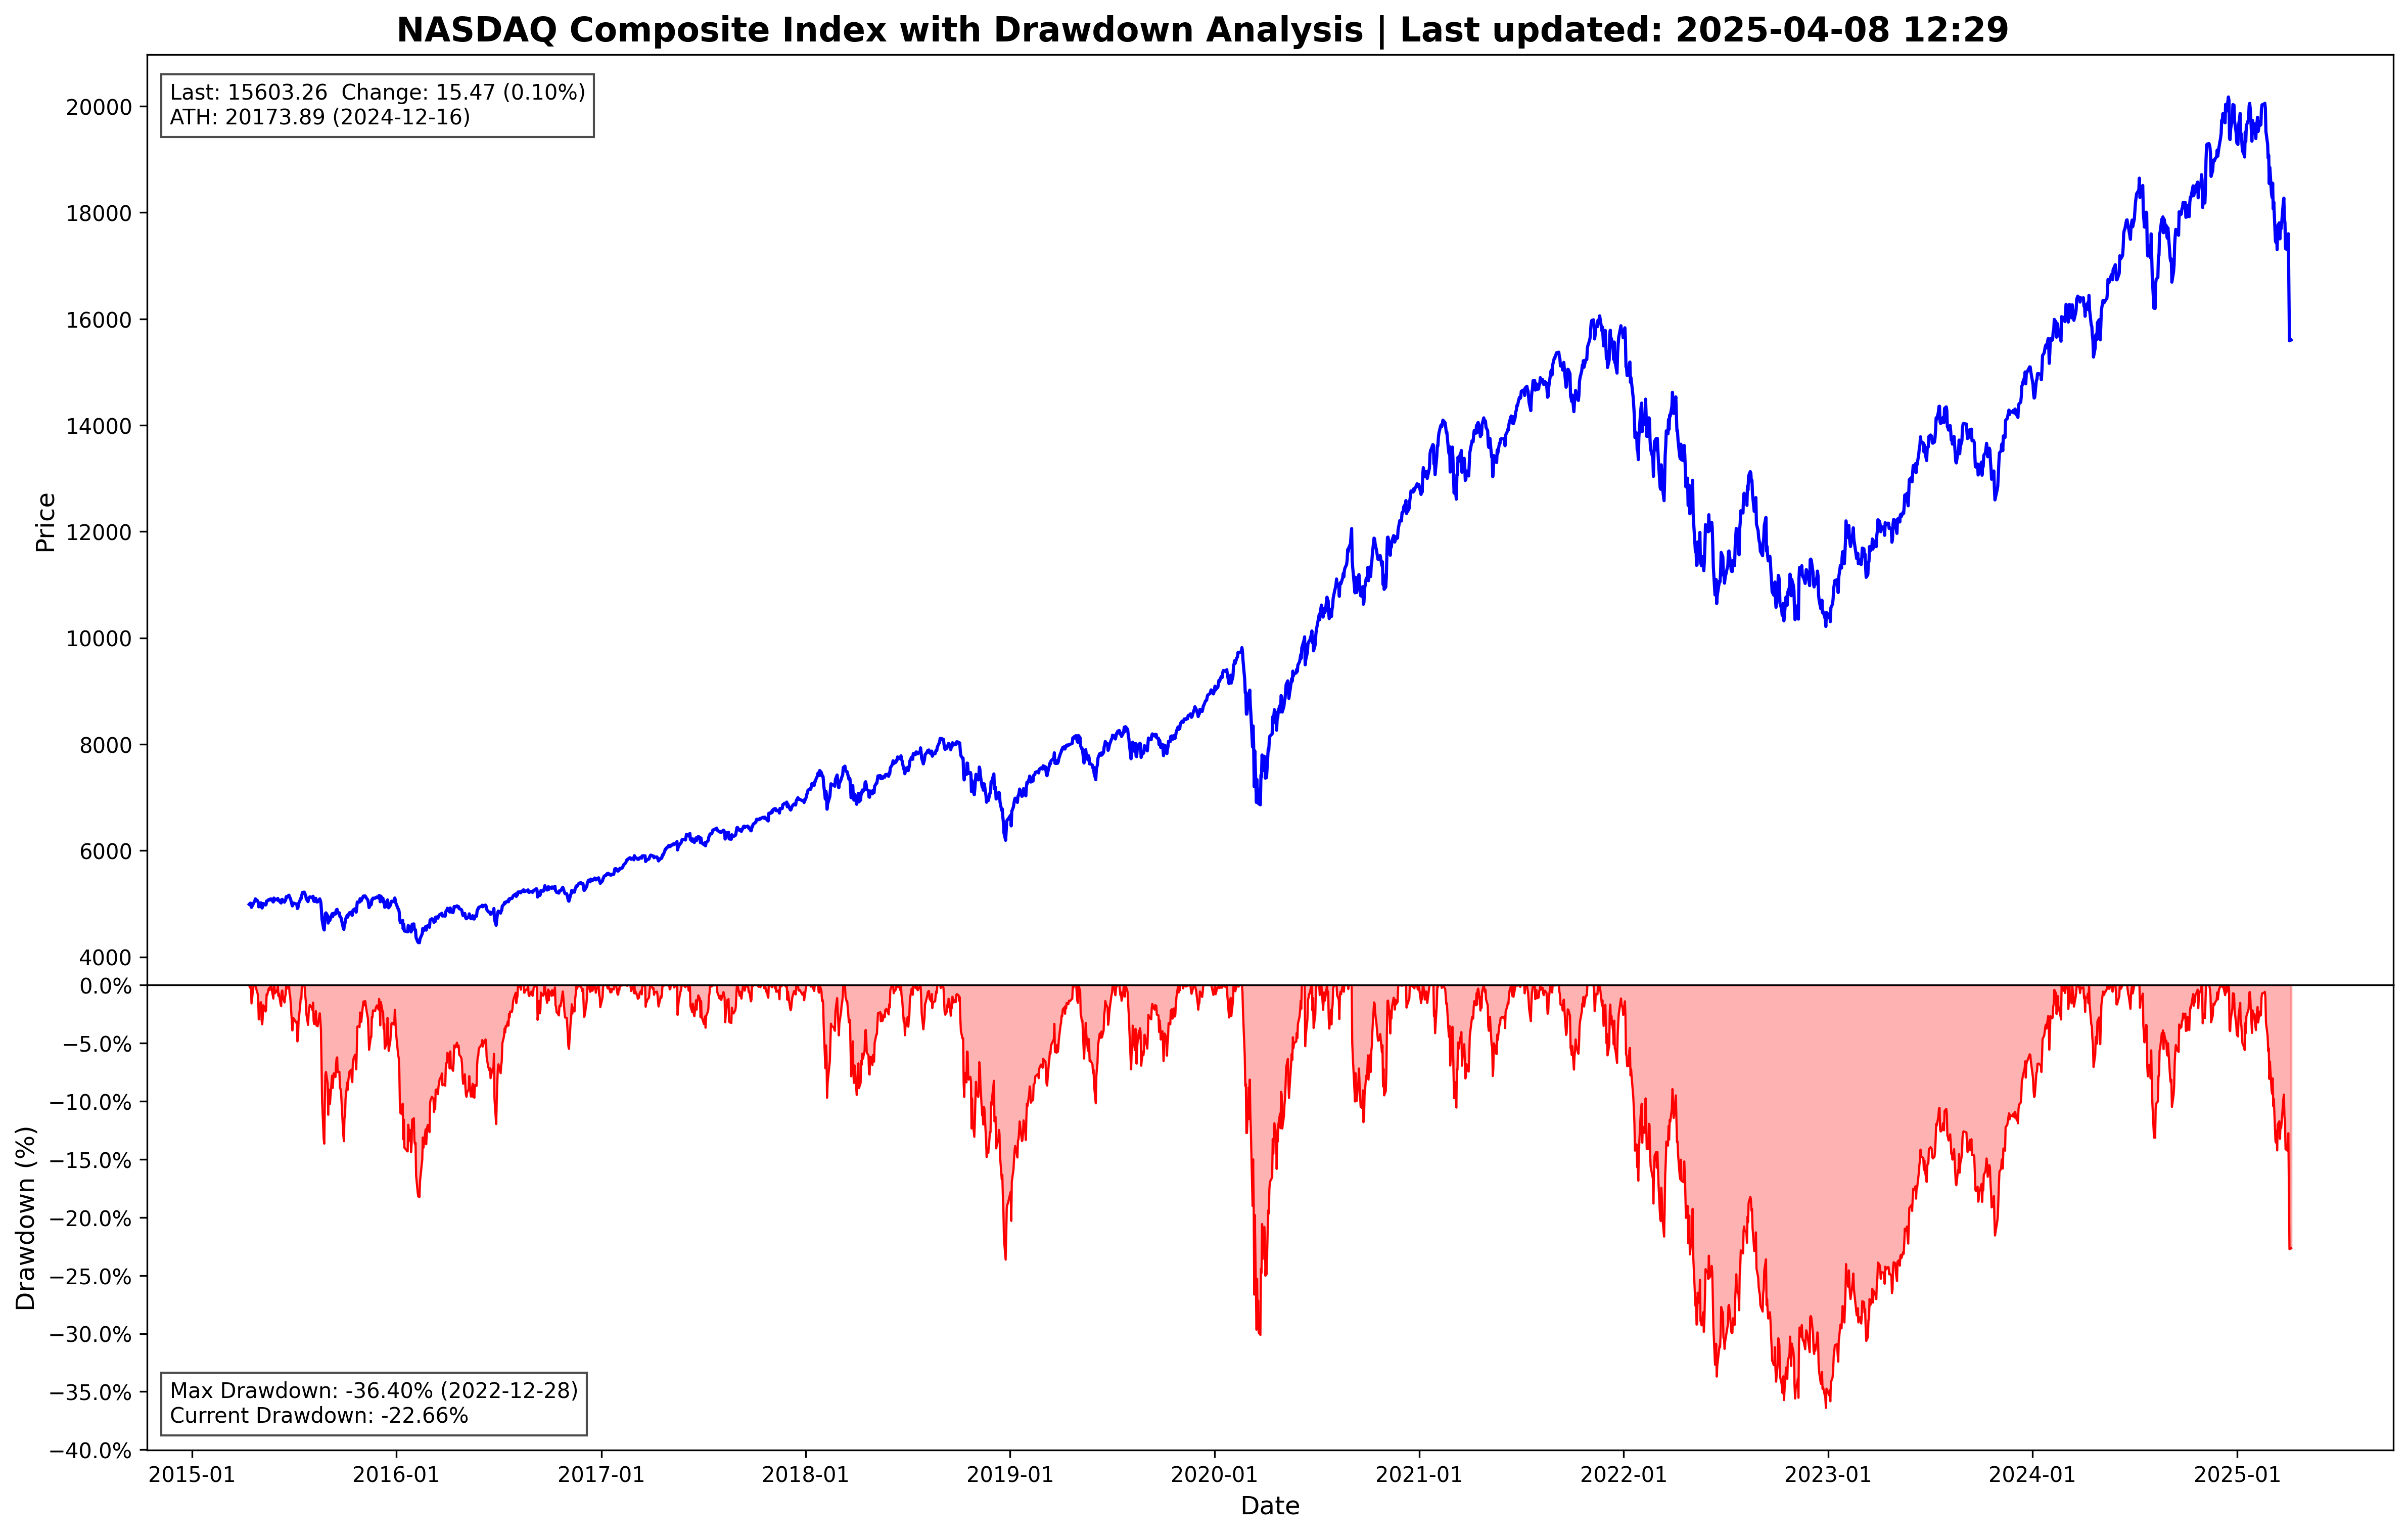 NASDAQ Composite Index with Drawdown Analysis | Last updated: 2025-04-08 12:29
Last: 15603.26  Change: 15.47 (0.10%)
ATH: 20173.89 (2024-12-16)
Price
20000
18000
16000
14000
12000
10000
8000
6000
4000
Drawdown (%)
0.0%
−5.0%
−10.0%
−15.0%
−20.0%
−25.0%
−30.0%
−35.0%
−40.0%
Max Drawdown: -36.40% (2022-12-28)
Current Drawdown: -22.66%
2015-01 2016-01 2017-01 2018-01 2019-01 2020-01 2021-01 2022-01 2023-01 2024-01 2025-01
Date